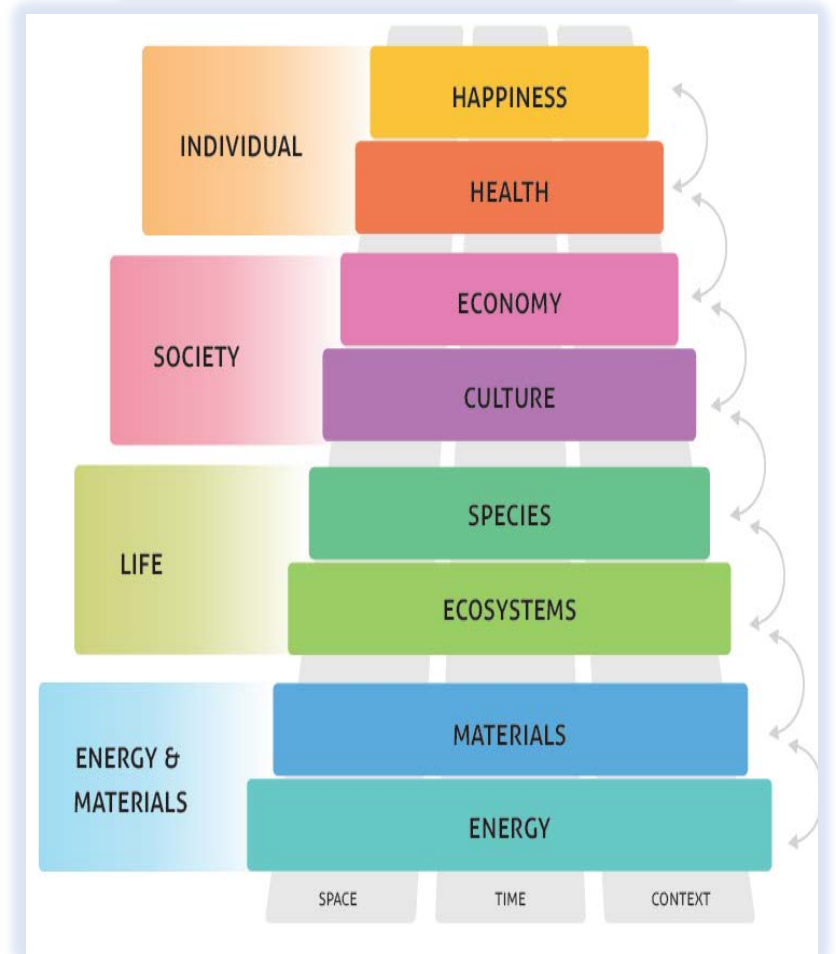 INDIVIDUAL
HAPPINESS
HEALTH
SOCIETY
ECONOMY
CULTURE
LIFE
SPECIES
ECOSYSTEMS
ENERGY &
MATERIALS
MATERIALS
ENERGY
SPACE
TIME
CONTEXT